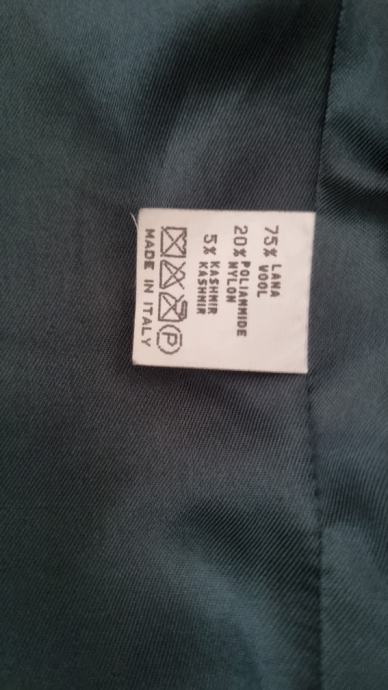 75% LANA
WOOL
20% POLIAMMIDE
NYLON
5% KASHMIR
KASHMIR
P
MADE IN ITALY